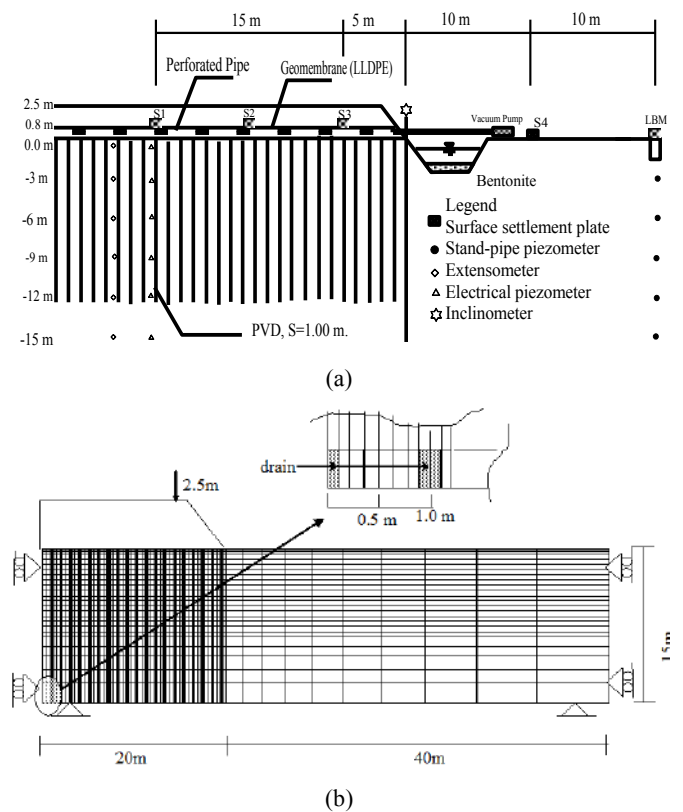 15 m 5 m 10 m 10 m
Perforated Pipe
Geomembrane (LLDPE)
2.5 m
S1 S2 S3
Vacuum Pump
S4
LBM
0.8 m
0.0 m
-3 m
-6 m
-9 m
-12 m
-15 m
Bentonite
Legend
Surface settlement plate
Stand-pipe piezometer
Extensometer
Electrical piezometer
Inclinometer
PVD, S=1.00 m.
(a)
drain
0.5 m 1.0 m
2.5m
15m
20m 40m
(b)